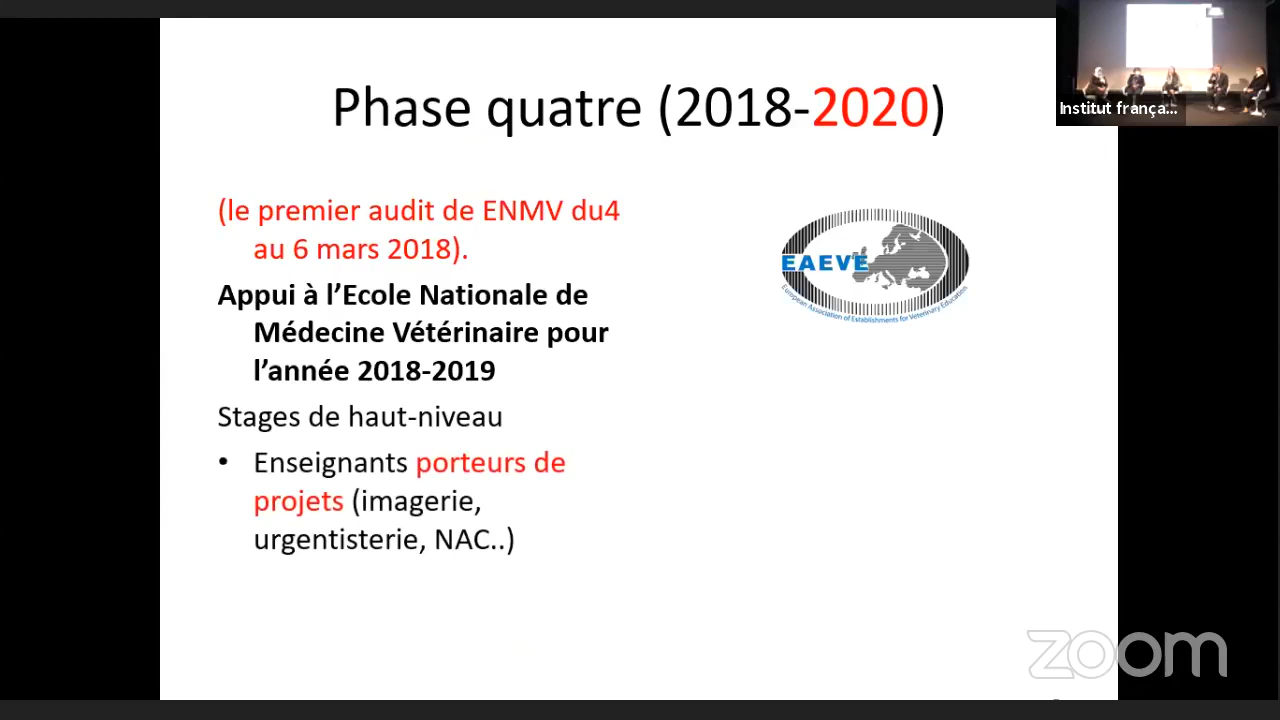 Phase quatre (2018-2020)
Institut frança...
(le premier audit de ENMV du4
au 6 mars 2018).
Appui à l’Ecole Nationale de
Médecine Vétérinaire pour
l’année 2018-2019
Stages de haut-niveau
• Enseignants porteurs de
projets (imagerie,
urgentisterie, NAC..)
EAEVE
European Association of Establishments for Veterinary Education
zoom